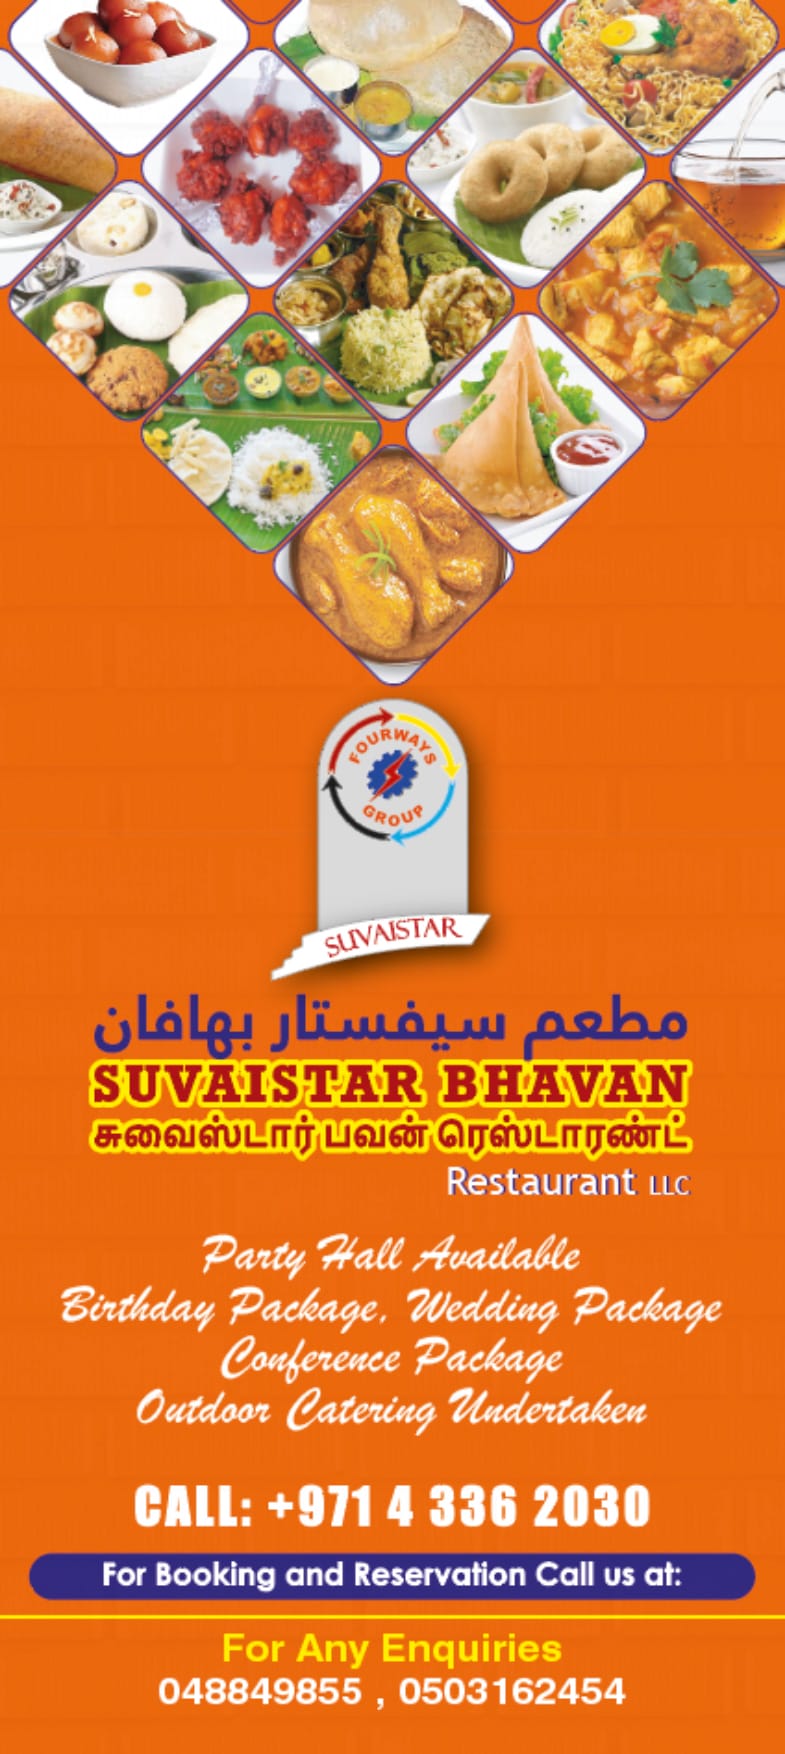 FOURWAYS
GROUP
SUVAISTAR
مطعم سيفستار بهافان
SUVAISTAR BHAVAN
சுவைஸ்டார் பவன் ரெஸ்டாரண்ட்
Restaurant LLC
Party Hall Available
Birthday Package, Wedding Package
Conference Package
Outdoor Catering Undertaken
CALL: +971 4 336 2030
For Booking and Reservation Call us at:
For Any Enquiries
048849855 , 0503162454